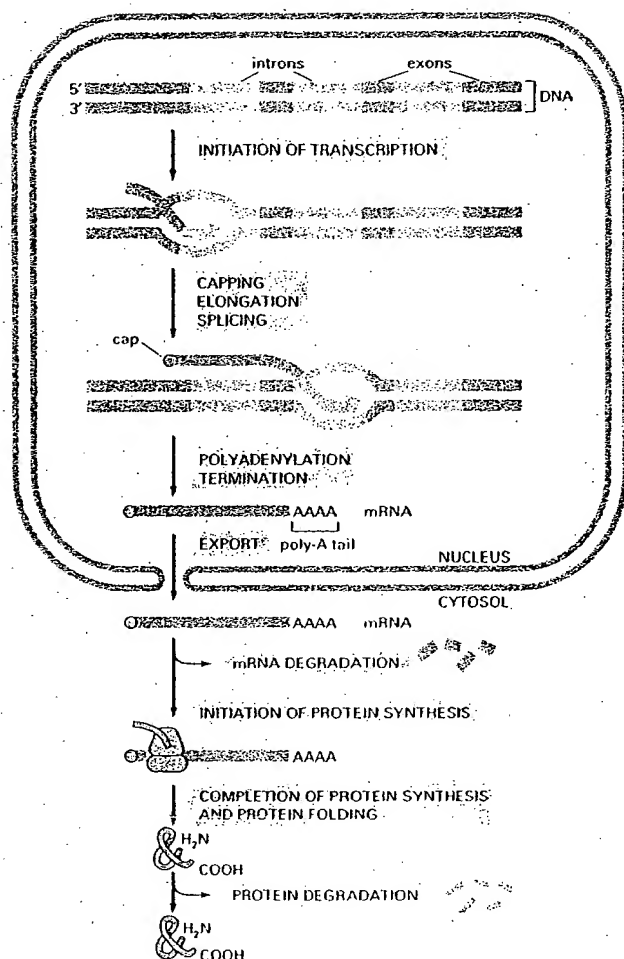 introns exons
5'
3'
DNA
INITIATION OF TRANSCRIPTION
CAPPING
ELONGATION
SPLICING
cap
POLYADENYLATION
TERMINATION
AAAA mRNA
EXPORT poly-A tail
NUCLEUS
CYTOSOL
AAAA mRNA
mRNA DEGRADATION
INITIATION OF PROTEIN SYNTHESIS
AAAA
COMPLETION OF PROTEIN SYNTHESIS
AND PROTEIN FOLDING
H₂N
COOH
PROTEIN DEGRADATION
H₂N
COOH